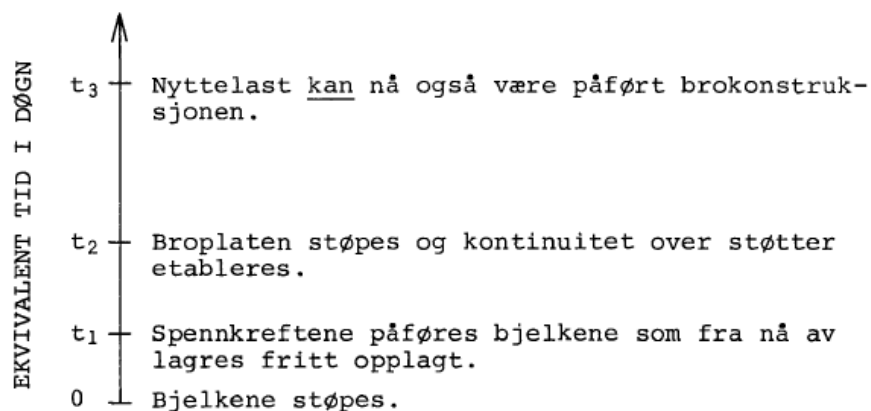 EKVIVALENT TID I DØGN
t3 Nyttelast kan nå også være påført brokonstruk-
sjonen.
t2 Broplaten støpes og kontinuitet over støtter
etableres.
t1 Spennkreftene påføres bjelkene som fra nå av
lagres fritt opplagt.
0 Bjelkene støpes.